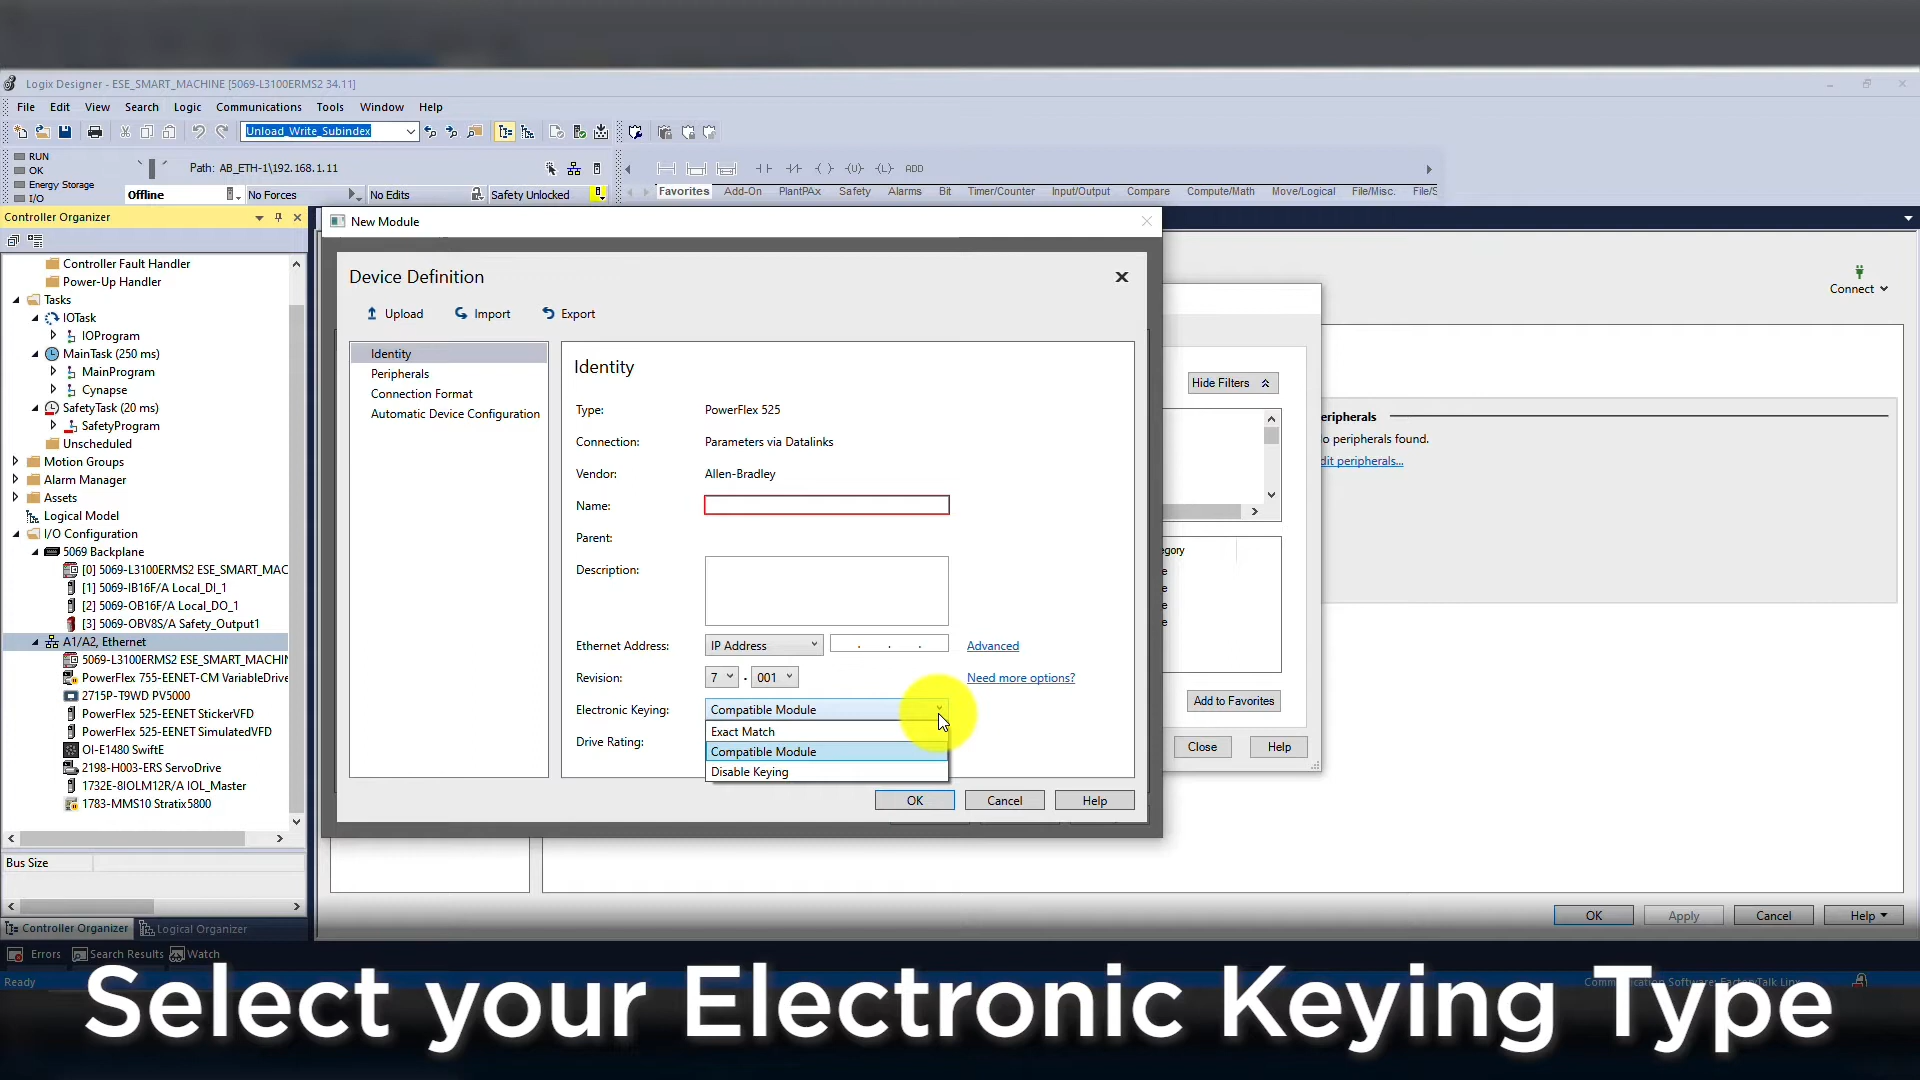 Logix Designer - ESE_SMART_MACHINE [5069-L3100ERMS2 34.11]
File Edit View Search Logic Communications Tools Window Help
Unload_Write_Subindex
RUN
OK
Energy Storage
I/O
Path: AB_ETH-1\192.168.1.11
Offline No Forces No Edits Safety Unlocked
ADD
Favorites Add-On PlantPAx Safety Alarms Bit Timer/Counter Input/Output Compare Compute/Math Move/Logical File/Misc. File/S
Controller Organizer
Controller Fault Handler
Power-Up Handler
Tasks
IOTask
IOProgram
MainTask (250 ms)
MainProgram
Cynapse
SafetyTask (20 ms)
SafetyProgram
Unscheduled
Motion Groups
Alarm Manager
Assets
Logical Model
I/O Configuration
5069 Backplane
[0] 5069-L3100ERMS2 ESE_SMART_MAC
[1] 5069-IB16F/A Local_DI_1
[2] 5069-OB16F/A Local_DO_1
[3] 5069-OBV8S/A Safety_Output1
A1/A2, Ethernet
5069-L3100ERMS2 ESE_SMART_MACHIN
PowerFlex 755-EENET-CM VariableDrive
2715P-T9WD PV5000
PowerFlex 525-EENET StickerVFD
PowerFlex 525-EENET SimulatedVFD
OI-E1480 SwiftE
2198-H003-ERS ServoDrive
1732E-8IOLM12R/A IOL_Master
1783-MMS10 Stratix5800
Bus Size
Controller Organizer Logical Organizer
Errors Search Results Watch
Ready
New Module
Device Definition
Upload Import Export
Identity
Peripherals
Connection Format
Automatic Device Configuration
Identity
Type: PowerFlex 525
Connection: Parameters via Datalinks
Vendor: Allen-Bradley
Name:
Parent:
Description:
Ethernet Address: IP Address . . . Advanced
Revision: 7 . 001 Need more options?
Electronic Keying: Compatible Module
Exact Match
Compatible Module
Disable Keying
Drive Rating:
OK Cancel Help
Hide Filters
egory
e
e
e
e
Add to Favorites
Close Help
Connect
eripherals
o peripherals found.
dit peripherals...
OK Apply Cancel Help
Communication Software: FactoryTalk Linx
Select your Electronic Keying Type